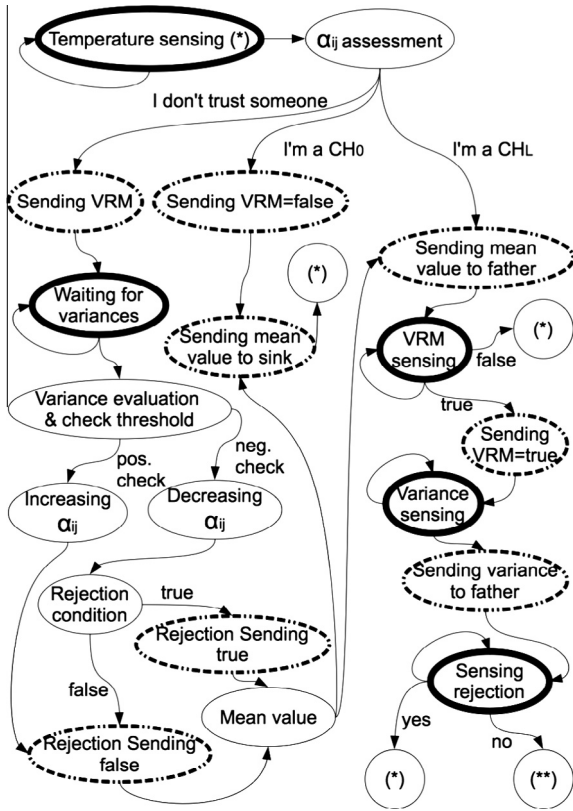 Temperature sensing (*)
αij assessment
I don't trust someone
I'm a CH0
I'm a CHL
Sending VRM
Sending VRM=false
Sending mean
value to father
Waiting for
variances
(*)
Sending mean
value to sink
VRM
sensing
(*)
false
true
Variance evaluation
& check threshold
Sending
VRM=true
pos.
check
neg.
check
Increasing
αij
Decreasing
αij
Variance
sensing
Rejection
condition
true
Sending variance
to father
Rejection Sending
true
false
Sensing
rejection
Mean value
yes
no
Rejection Sending
false
(*)
(**)